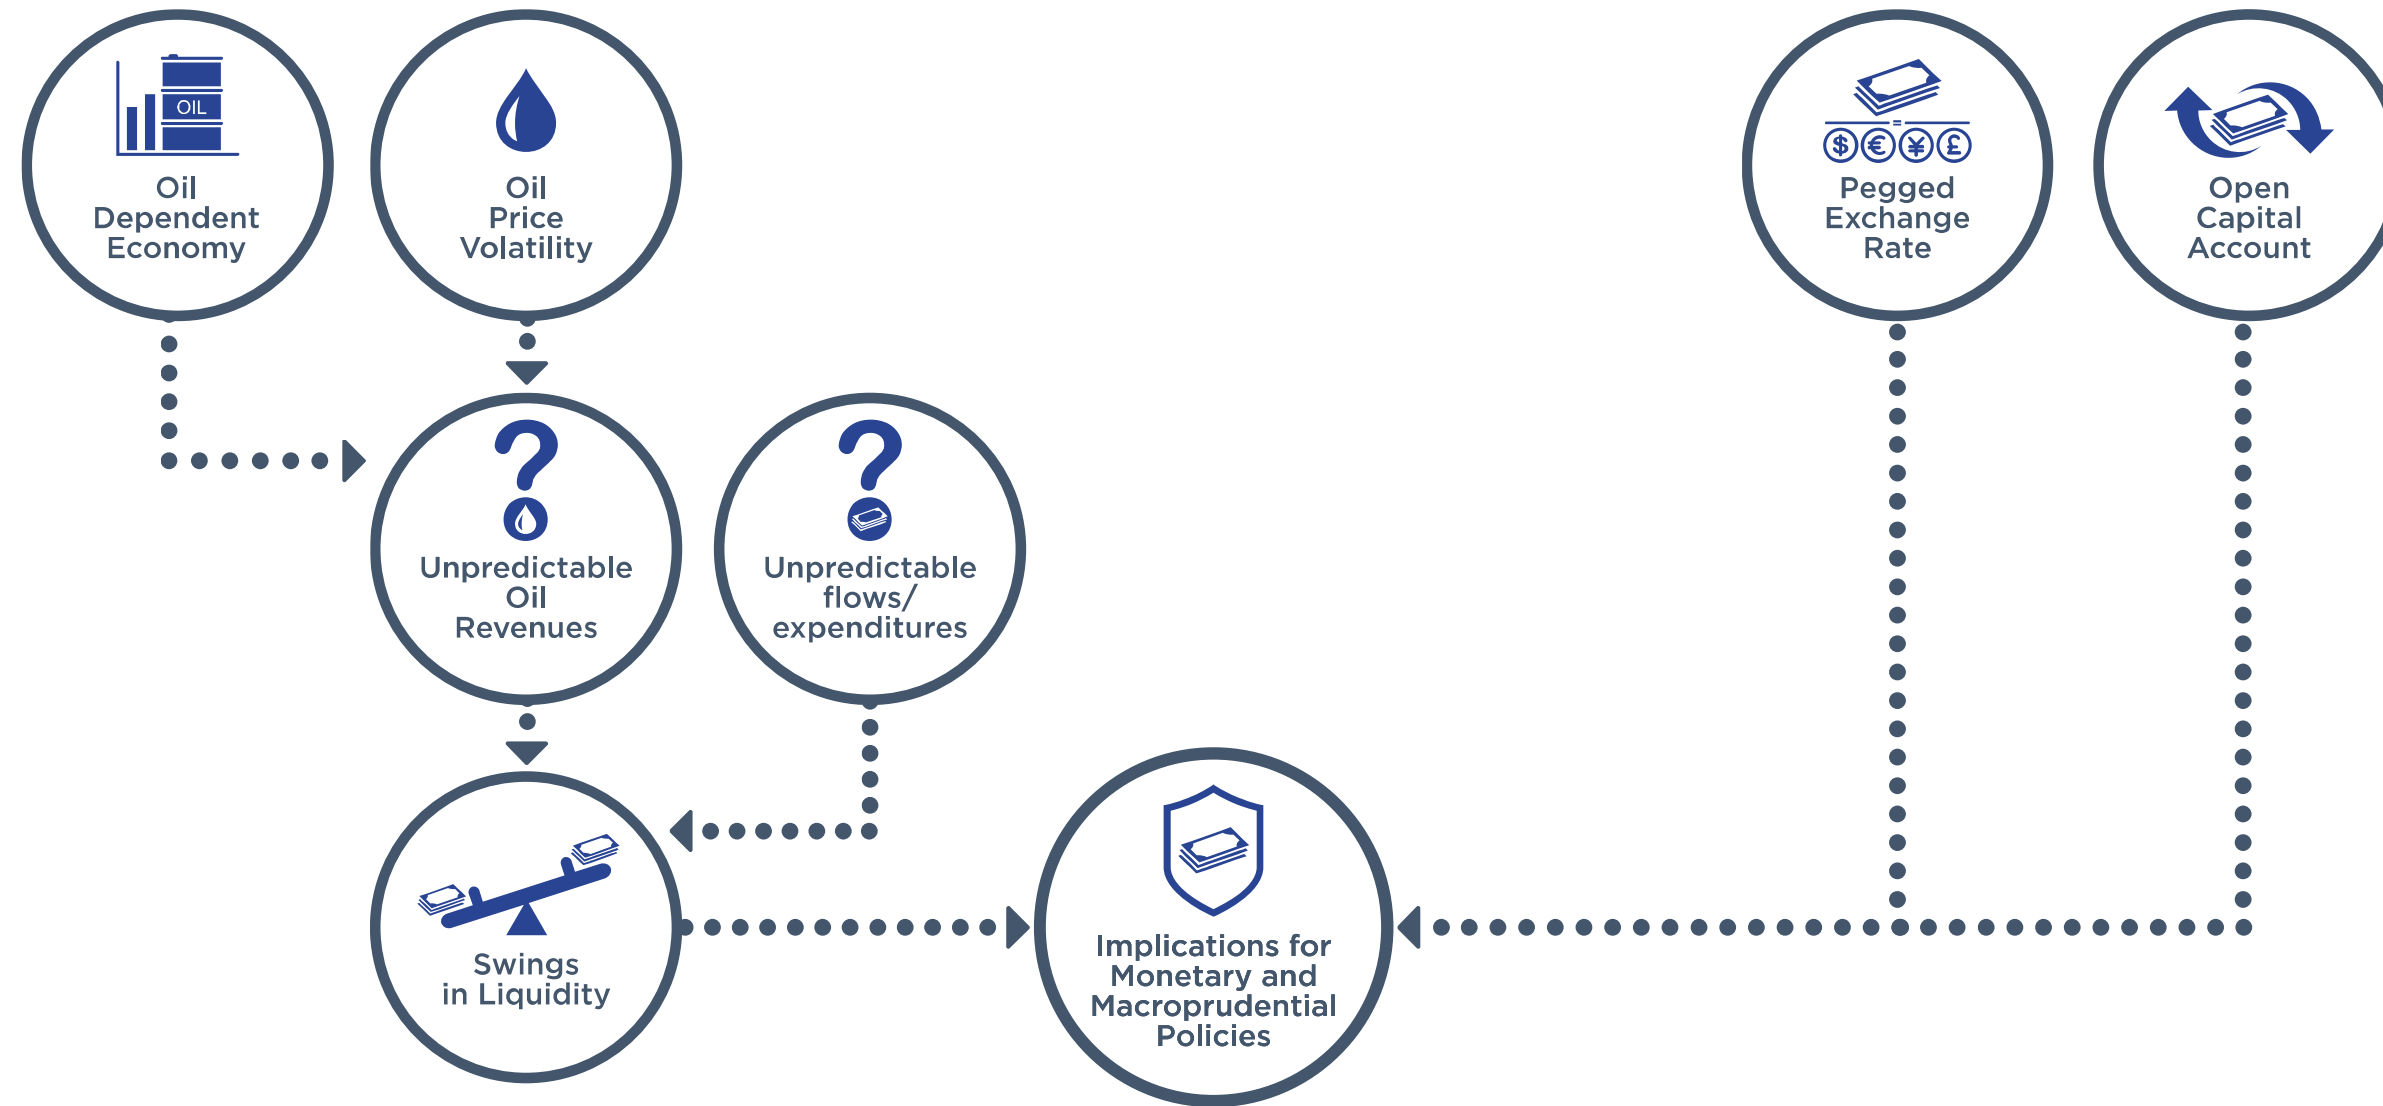 OIL
Oil
Dependent
Economy
Oil
Price
Volatility
=
$ € ¥ £
Pegged
Exchange
Rate
Open
Capital
Account
?
Unpredictable
Oil
Revenues
?
Unpredictable
flows/
expenditures
Swings
in Liquidity
Implications for
Monetary and
Macroprudential
Policies